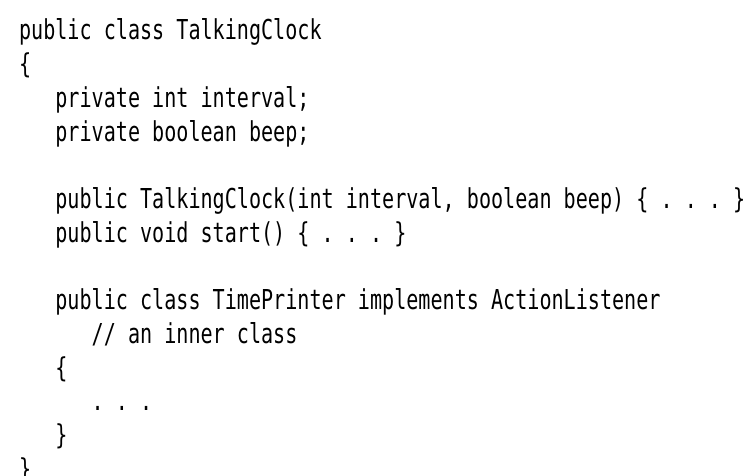 public class TalkingClock
{
   private int interval;
   private boolean beep;

   public TalkingClock(int interval, boolean beep) { . . . }
   public void start() { . . . }

   public class TimePrinter implements ActionListener
      // an inner class
   {
      . . .
   }
}